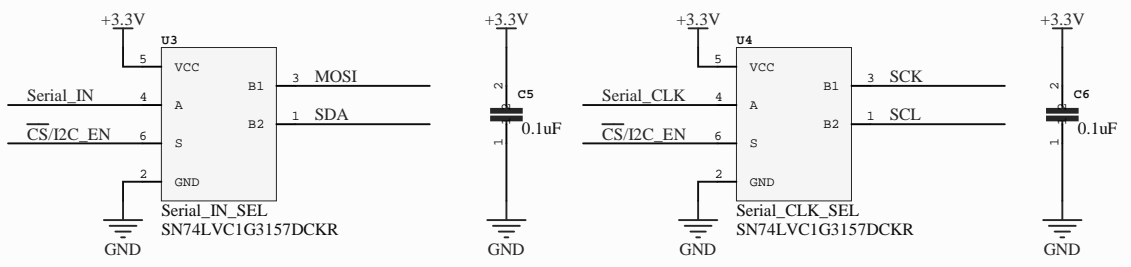 +3.3V
U3
5
VCC
B1
3
MOSI
Serial_IN
4
A
B2
1
SDA
C̅S̅/I2C_EN
6
S
2
GND
Serial_IN_SEL
SN74LVC1G3157DCKR
GND
+3.3V
2
C5
0.1uF
1
GND
+3.3V
U4
5
VCC
B1
3
SCK
Serial_CLK
4
A
B2
1
SCL
C̅S̅/I2C_EN
6
S
2
GND
Serial_CLK_SEL
SN74LVC1G3157DCKR
GND
+3.3V
2
C6
0.1uF
1
GND